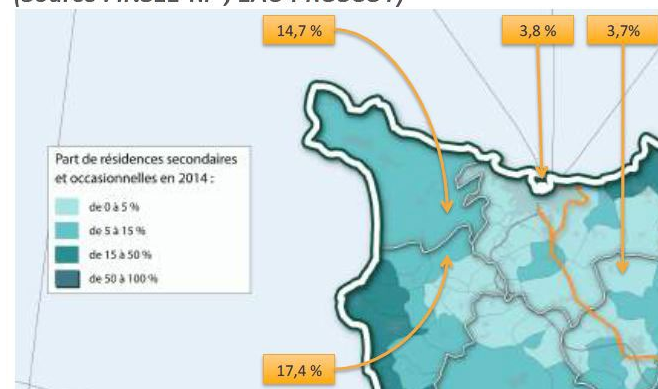 14,7 %
3,8 %
3,7%
Part de résidences secondaires
et occasionnelles en 2014 :
de 0 à 5 %
de 5 à 15 %
de 15 à 50 %
de 50 à 100 %
17,4 %